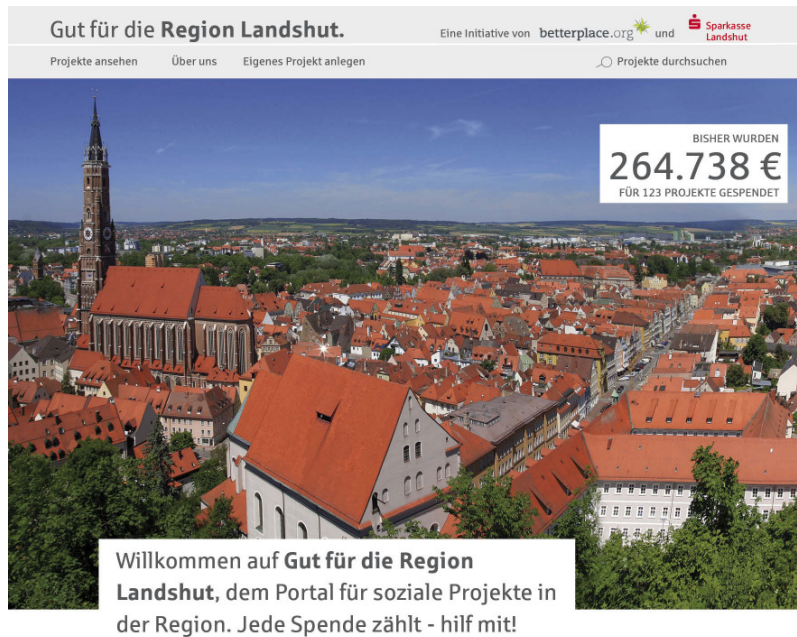 Gut für die Region Landshut.
Eine Initiative von betterplace.org und Sparkasse
Landshut
Projekte ansehen Über uns Eigenes Projekt anlegen Projekte durchsuchen
BISHER WURDEN
264.738 €
FÜR 123 PROJEKTE GESPENDET
Willkommen auf Gut für die Region
Landshut, dem Portal für soziale Projekte in
der Region. Jede Spende zählt - hilf mit!